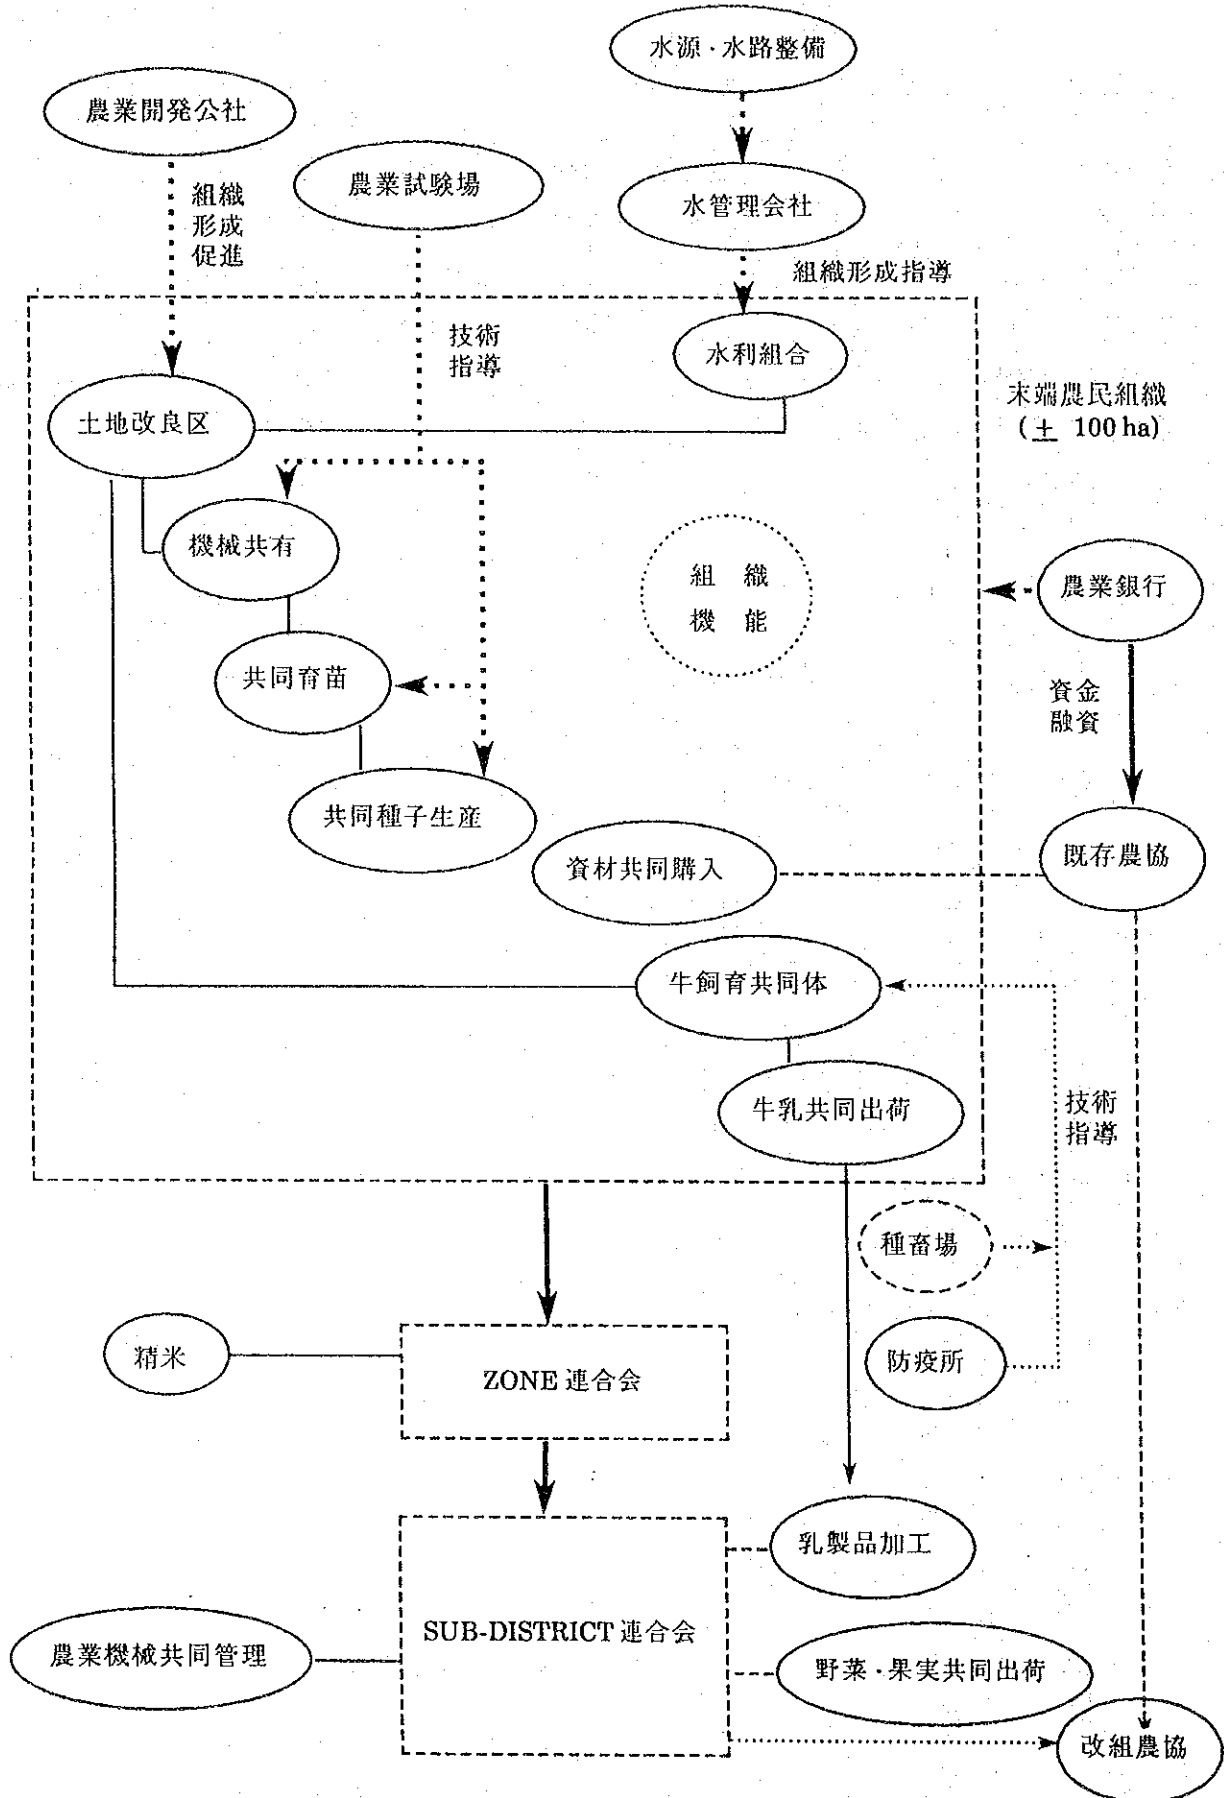 水源・水路整備
農業開発公社
農業試験場
水管理会社
組織
形成
促進
組織形成指導
技術
指導
水利組合
末端農民組織
(± 100 ha)
土地改良区
機械共有
組 織
機 能
農業銀行
共同育苗
資金
融資
共同種子生産
資材共同購入
既存農協
牛飼育共同体
牛乳共同出荷
技術
指導
種畜場
防疫所
精米
ZONE 連合会
乳製品加工
SUB-DISTRICT 連合会
農業機械共同管理
野菜・果実共同出荷
改組農協